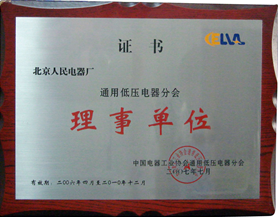 CLVA
证书
北京人民电器厂
通用低压电器分会
理事单位
中国电器工业协会通用低压电器分会
二〇〇七年七月
有效期：二〇〇六年四月至二〇一〇年十二月